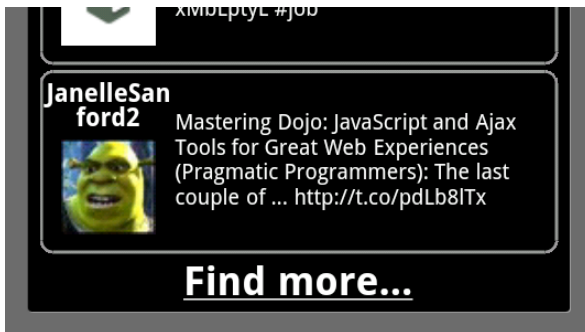 xMbLptyL #job
JanelleSan
ford2
Mastering Dojo: JavaScript and Ajax
Tools for Great Web Experiences
(Pragmatic Programmers): The last
couple of ... http://t.co/pdLb8lTx
Find more...